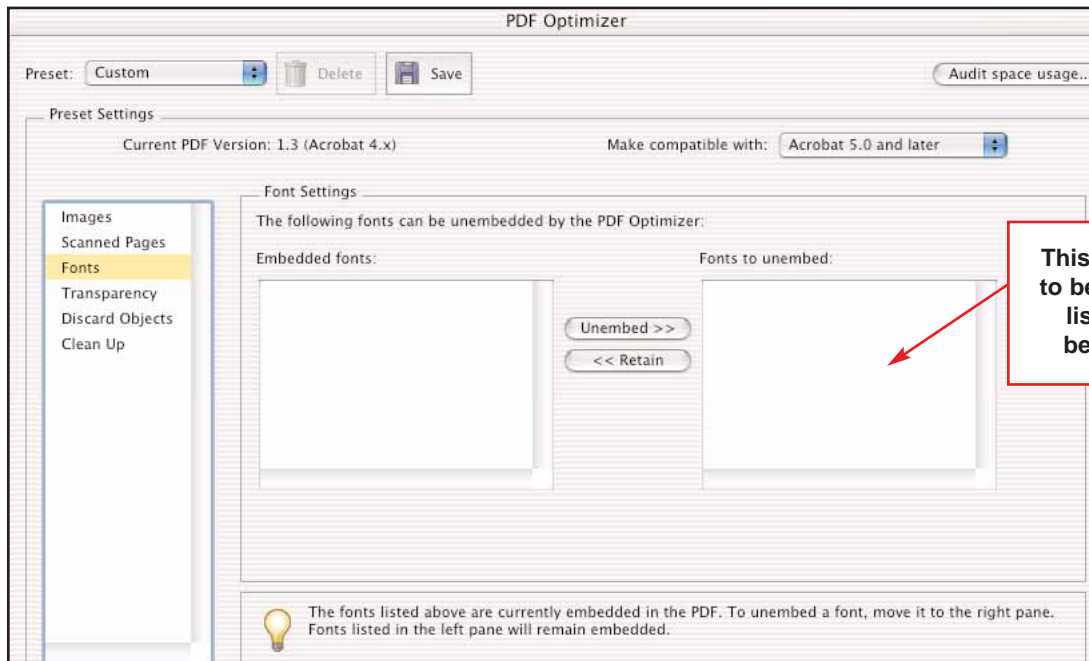 PDF Optimizer
Preset: Custom Delete Save Audit space usage..
Preset Settings
Current PDF Version: 1.3 (Acrobat 4.x) Make compatible with: Acrobat 5.0 and later
Images
Scanned Pages
Fonts
Transparency
Discard Objects
Clean Up
Font Settings
The following fonts can be unembedded by the PDF Optimizer:
Embedded fonts: Fonts to unembed:
Unembed >>
<< Retain
This
to be
lis
be
The fonts listed above are currently embedded in the PDF. To unembed a font, move it to the right pane.
Fonts listed in the left pane will remain embedded.